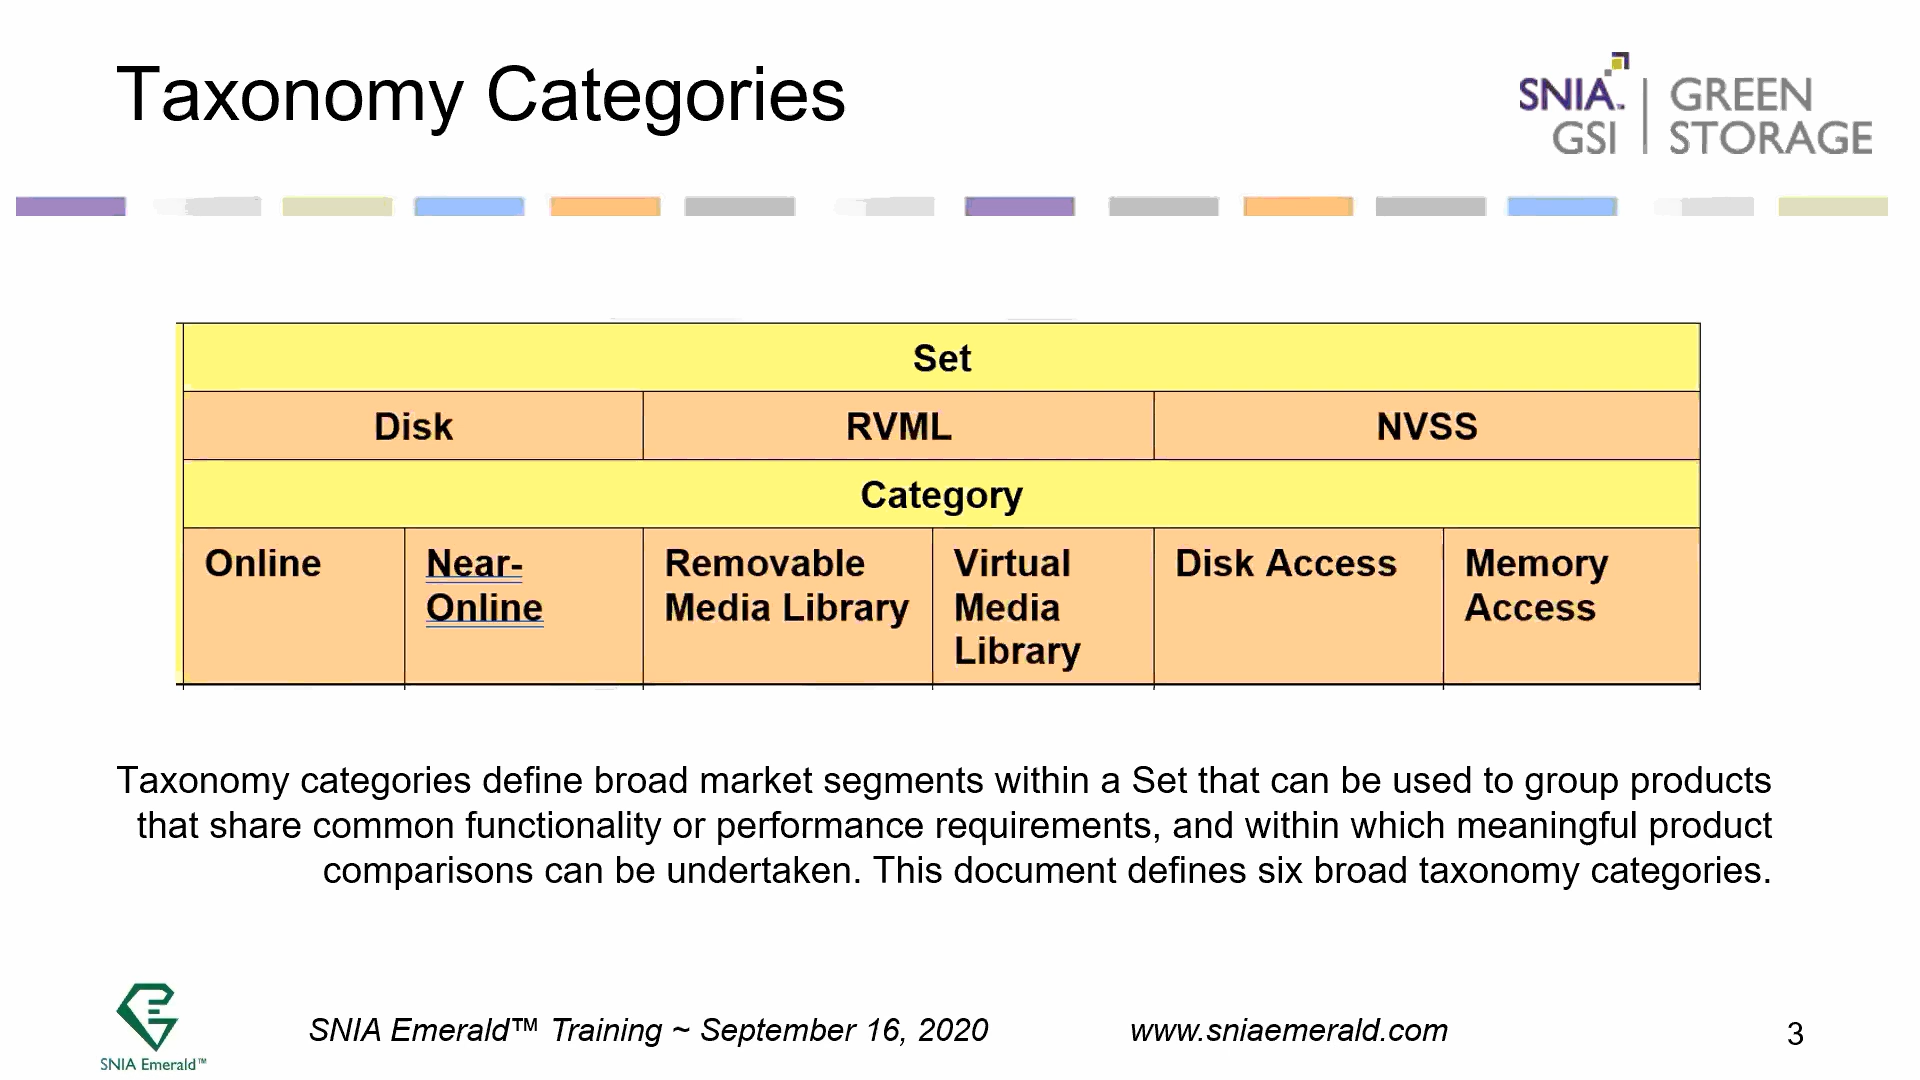 Taxonomy Categories
SNIA™ GREEN
GSI STORAGE
Set
Disk RVML NVSS
Category
Online Near- Removable Virtual Disk Access Memory
Online Media Library Media Access
Library
Taxonomy categories define broad market segments within a Set that can be used to group products
that share common functionality or performance requirements, and within which meaningful product
comparisons can be undertaken. This document defines six broad taxonomy categories.
SNIA Emerald™ Training ~ September 16, 2020 www.sniaemerald.com 3
SNIA Emerald™